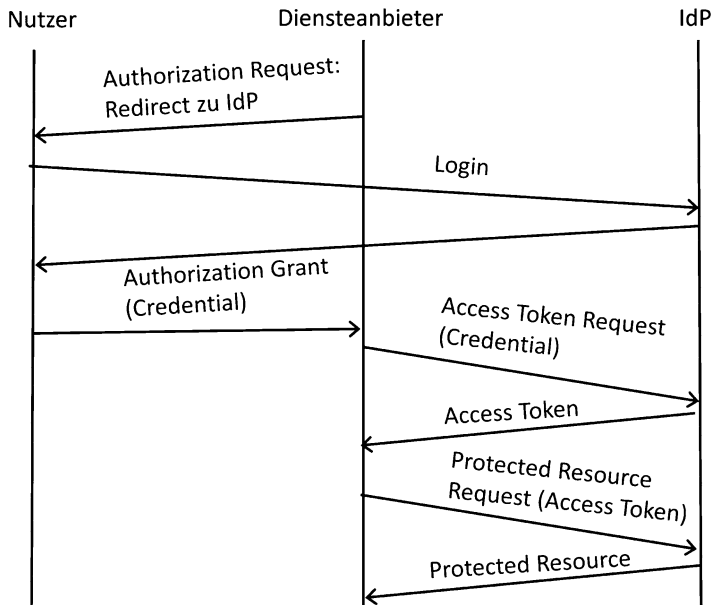 Nutzer
Diensteanbieter
IdP
Authorization Request:
Redirect zu IdP
Login
Authorization Grant
(Credential)
Access Token Request
(Credential)
Access Token
Protected Resource
Request (Access Token)
Protected Resource